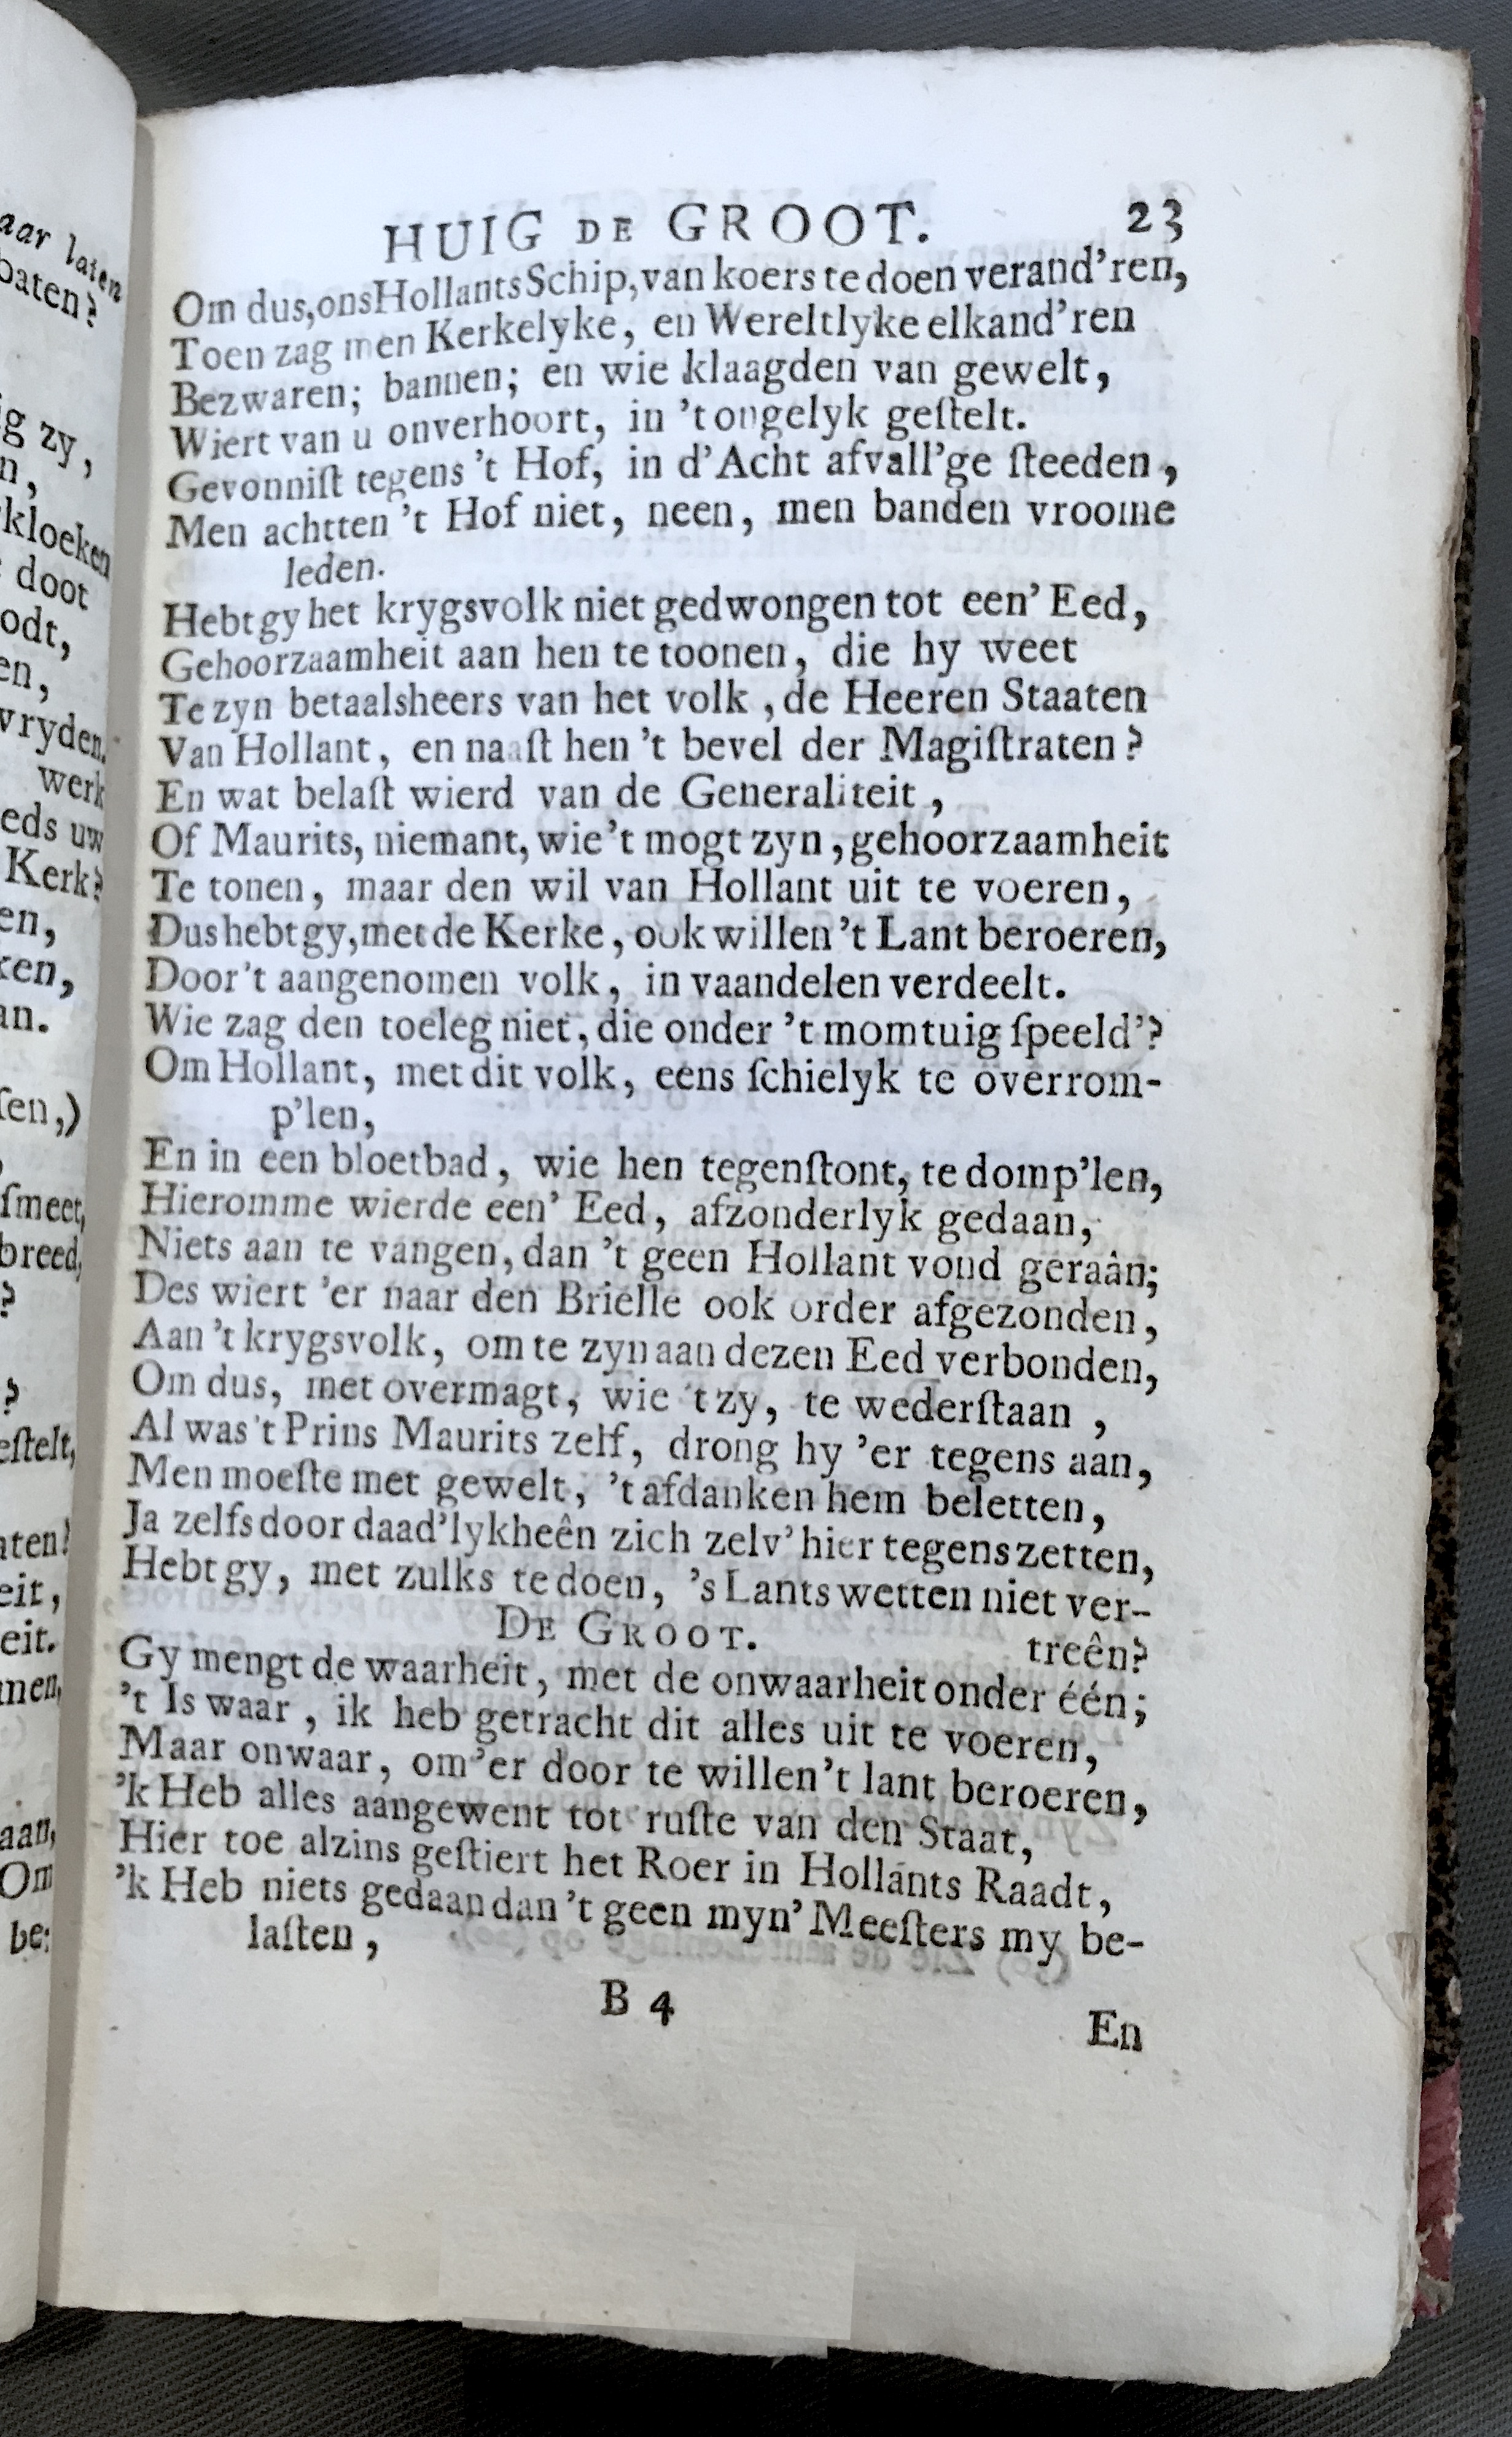 HUIG DE GROOT. 23
Om dus,ons Hollants Schip, van koers te doen verand'ren,
Toen zag men Kerkelyke, en Wereltlyke elkand'ren
Bezwaren; bannen; en wie klaagden van gewelt,
Wiert van u onverhoort, in 't ongelyk geſtelt.
Gevonniſt tegens 't Hof, in d'Acht afvall'ge ſteeden,
Men achtten 't Hof niet, neen, men banden vroome
leden.
Hebt gy het krygsvolk niet gedwongen tot een' Eed,
Gehoorzaamheit aan hen te toonen, die hy weet
Te zyn betaalsheers van het volk, de Heeren Staaten
Van Hollant, en naaſt hen 't bevel der Magiſtraten?
En wat belaſt wierd van de Generaliteit,
Of Maurits, niemant, wie 't mogt zyn, gehoorzaamheit
Te tonen, maar den wil van Hollant uit te voeren,
Dus hebt gy, met de Kerke, ook willen 't Lant beroeren,
Door 't aangenomen volk, in vaandelen verdeelt.
Wie zag den toeleg niet, die onder 't momtuig ſpeeld'?
Om Hollant, met dit volk, eens ſchielyk te overrom-
p'len,
En in een bloetbad, wie hen tegenſtont, te domp'len,
Hieromme wierde een' Eed, afzonderlyk gedaan,
Niets aan te vangen, dan 't geen Hollant vond geraân;
Des wiert 'er naar den Brielle ook order afgezonden,
Aan 't krygsvolk, om te zyn aan dezen Eed verbonden,
Om dus, met overmagt, wie 't zy, te wederſtaan,
Al was 't Prins Maurits zelf, drong hy 'er tegens aan,
Men moeſte met gewelt, 't afdanken hem beletten,
Ja zelfs door daad'lykheên zich zelv' hier tegens zetten,
Hebt gy, met zulks te doen, 's Lants wetten niet ver-
treên?
DE GROOT.
Gy mengt de waarheit, met de onwaarheit onder één;
't Is waar, ik heb getracht dit alles uit te voeren,
Maar onwaar, om 'er door te willen 't lant beroeren,
'k Heb alles aangewent tot ruſte van den Staat,
Hier toe alzins geſtiert het Roer in Hollants Raadt,
'k Heb niets gedaan dan 't geen myn' Meeſters my be-
laſten,
B 4
En